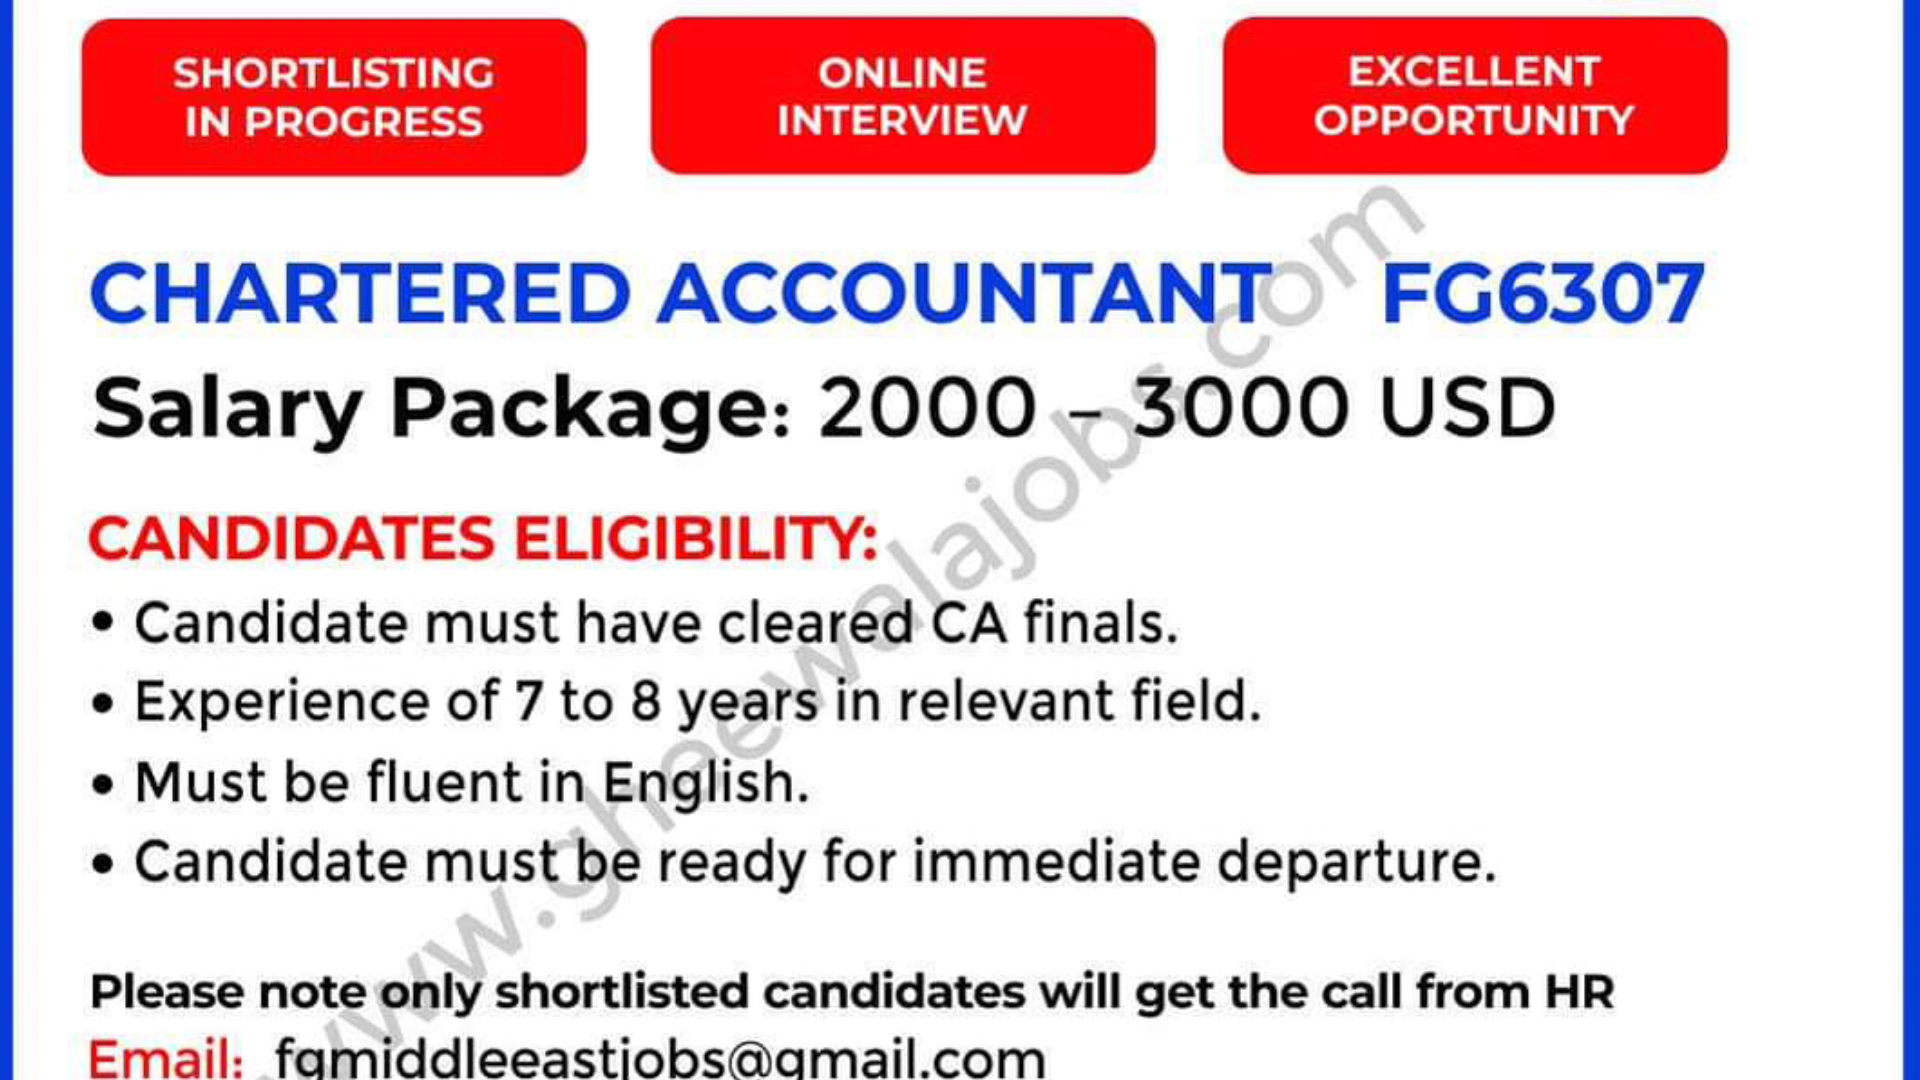 SHORTLISTING
IN PROGRESS
ONLINE
INTERVIEW
EXCELLENT
OPPORTUNITY
CHARTERED ACCOUNTANT FG6307
Salary Package: 2000 – 3000 USD
CANDIDATES ELIGIBILITY:
• Candidate must have cleared CA finals.
• Experience of 7 to 8 years in relevant field.
• Must be fluent in English.
• Candidate must be ready for immediate departure.
Please note only shortlisted candidates will get the call from HR
Email: fgmiddleeastjobs@gmail.com
www.gheewalajobs.com